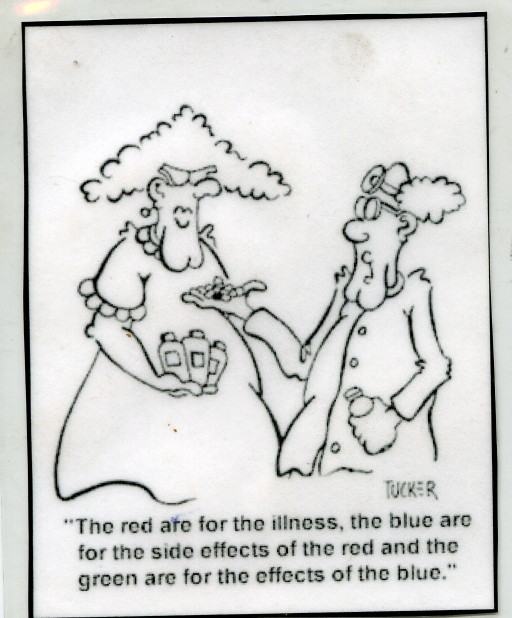 TUCKER
"The red are for the illness, the blue are
for the side effects of the red and the
green are for the effects of the blue."